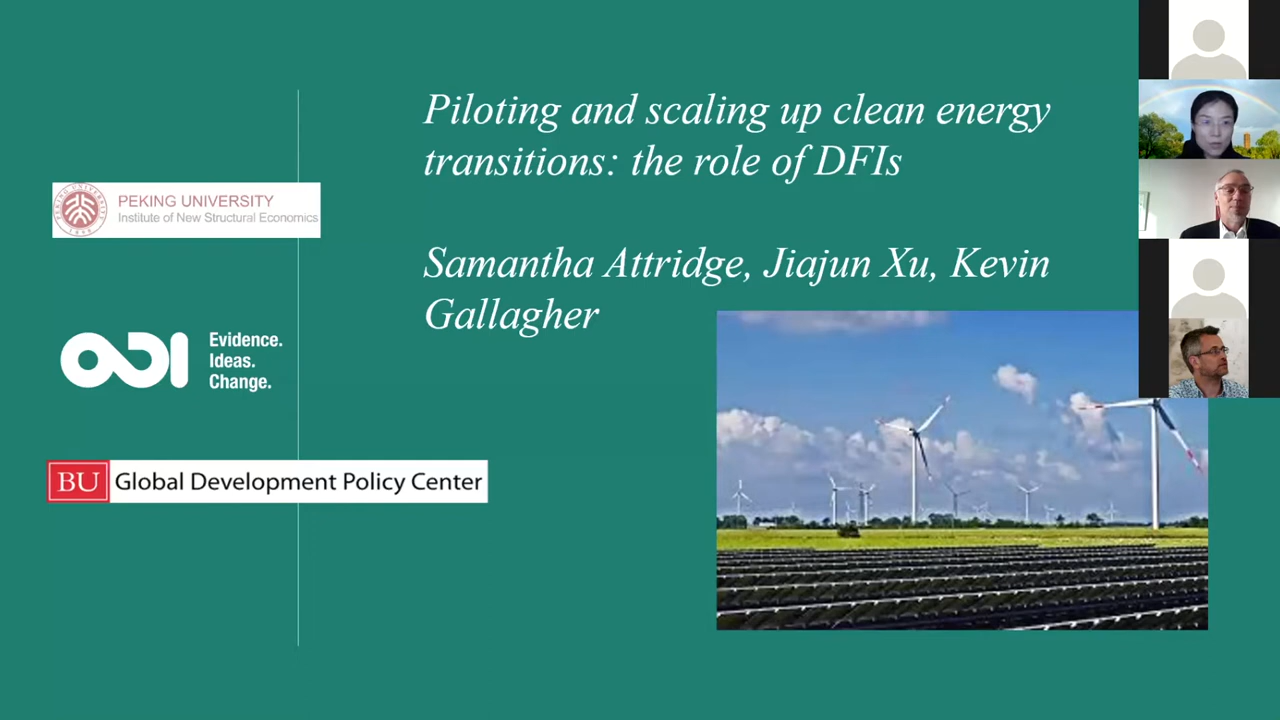 Piloting and scaling up clean energy
transitions: the role of DFIs
Samantha Attridge, Jiajun Xu, Kevin
Gallagher
PEKING UNIVERSITY
Institute of New Structural Economics
ODI
Evidence.
Ideas.
Change.
BU Global Development Policy Center